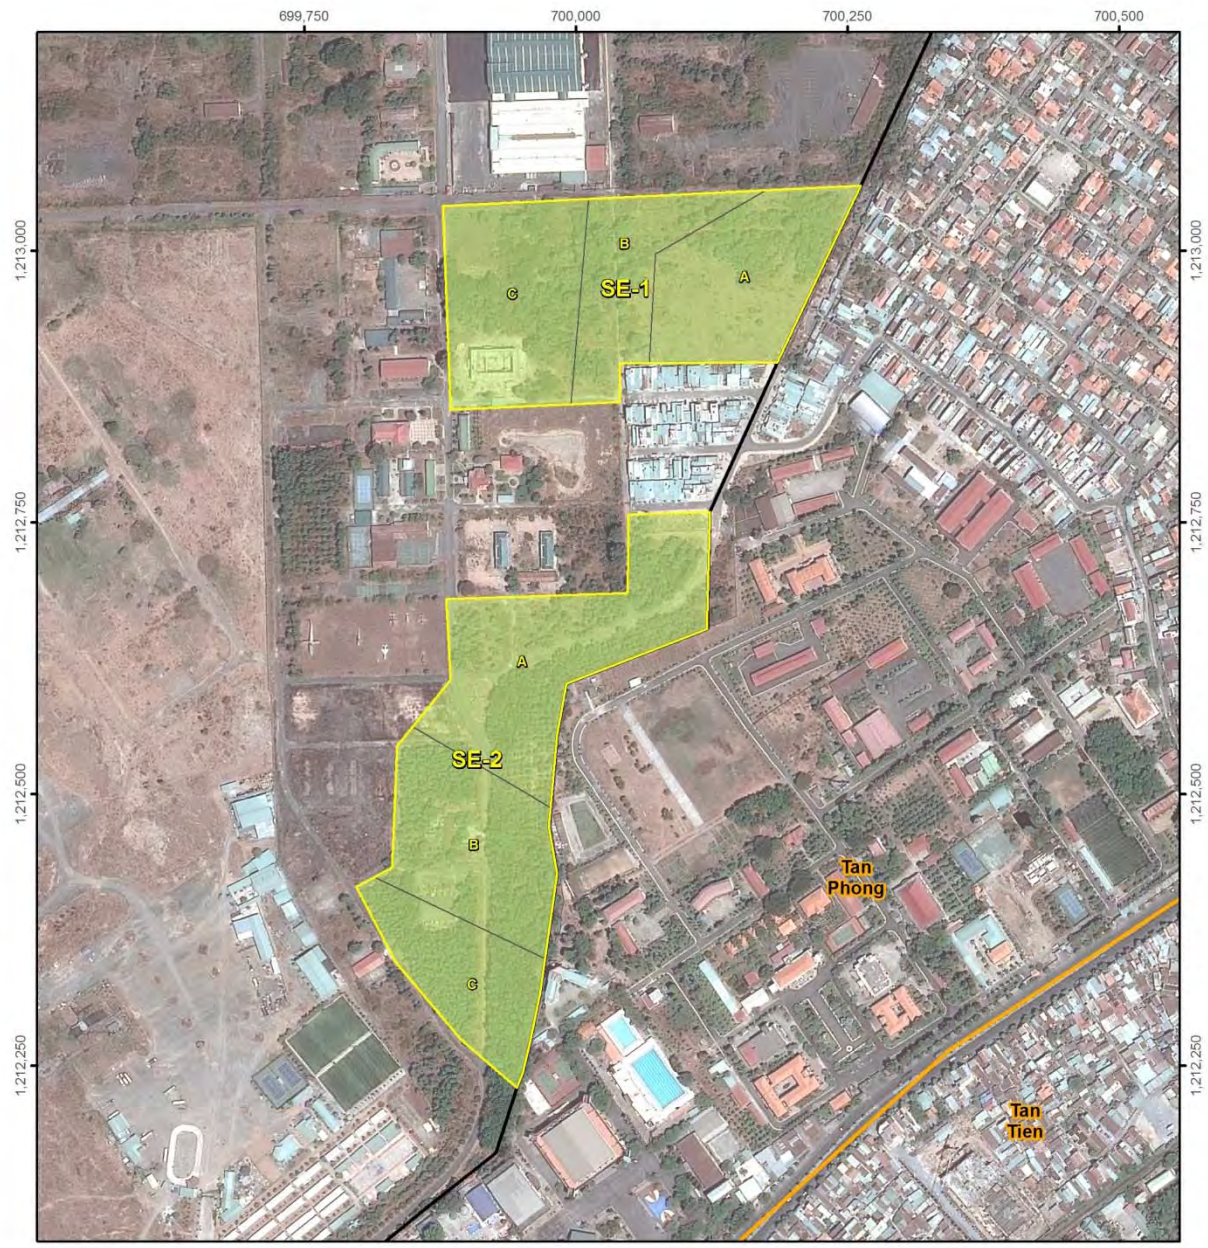 699,750
700,000
700,250
700,500
1,213,000
1,213,000
B
A
SE-1
C
1,212,750
1,212,750
A
SE-2
1,212,500
1,212,500
B
Tan
Phong
C
1,212,250
1,212,250
Tan
Tien